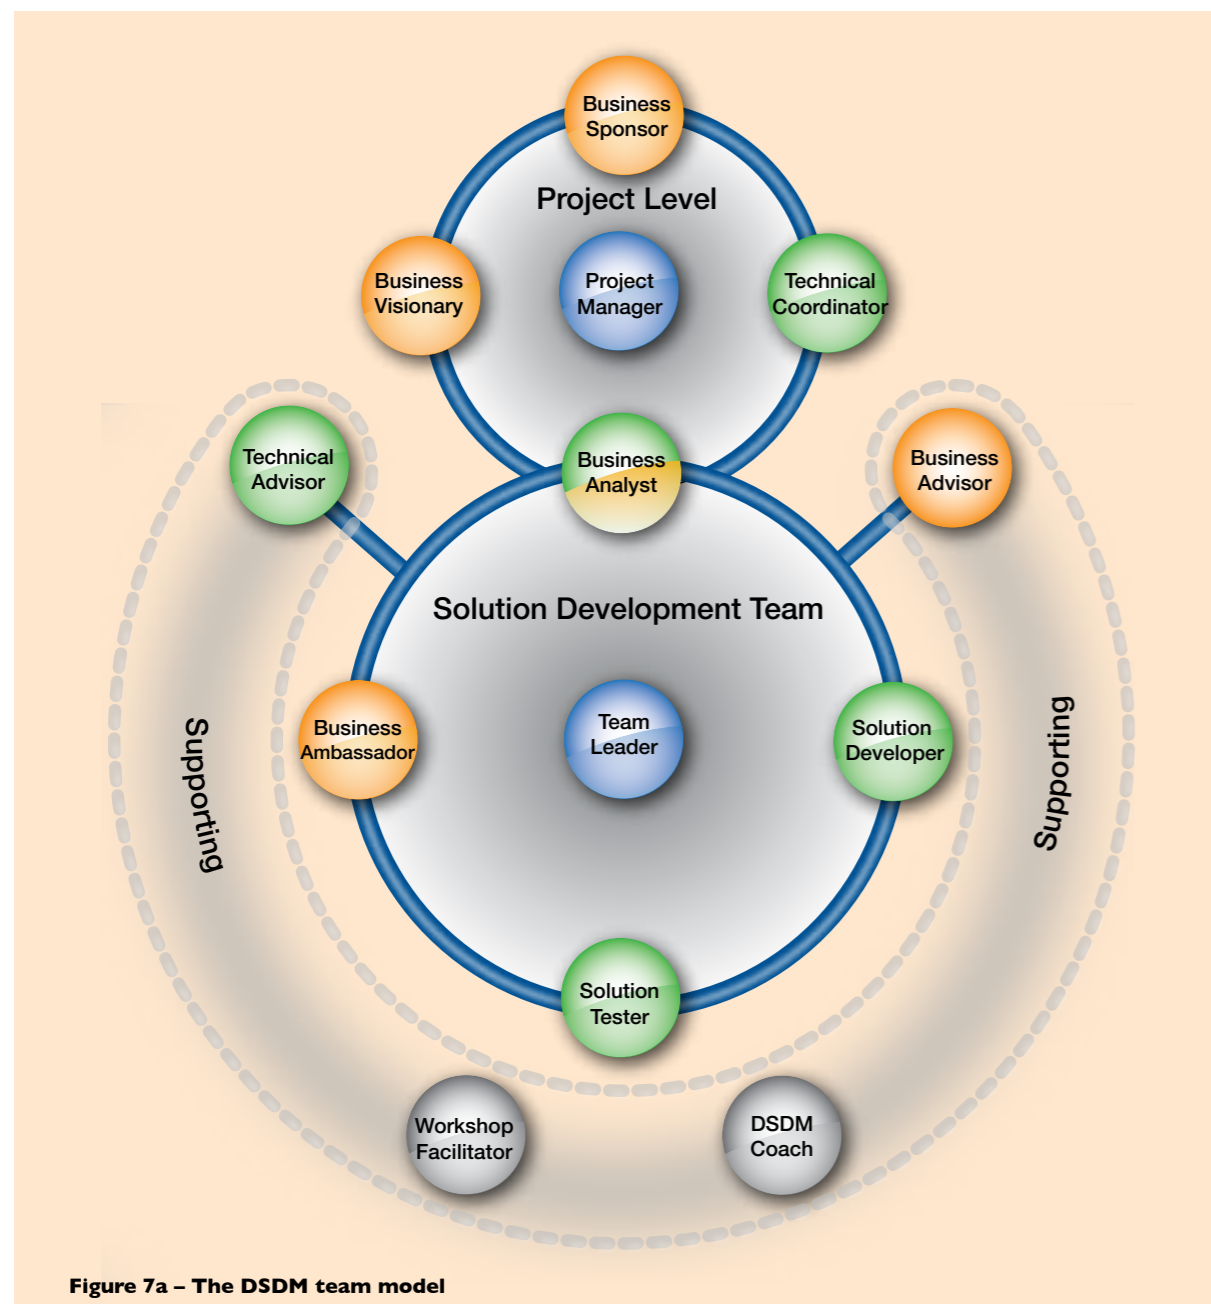 Business
Sponsor
Project Level
Business
Visionary
Project
Manager
Technical
Coordinator
Technical
Advisor
Business
Analyst
Business
Advisor
Solution Development Team
Supporting
Business
Ambassador
Team
Leader
Solution
Developer
Supporting
Solution
Tester
Workshop
Facilitator
DSDM
Coach
Figure 7a – The DSDM team model